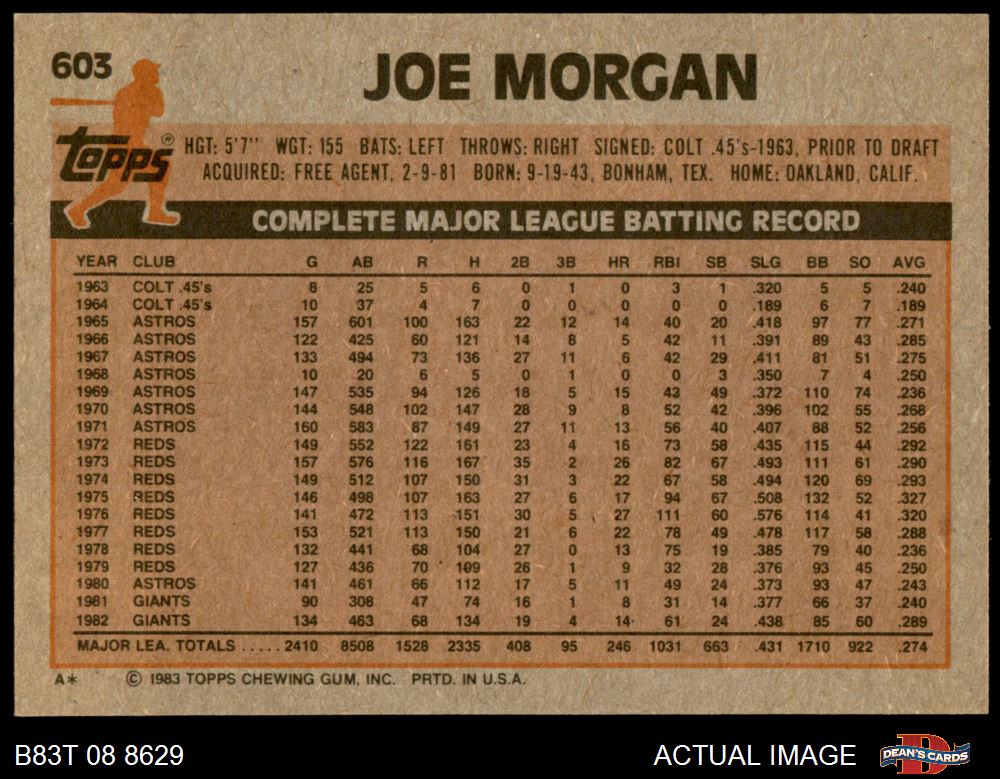 603
JOE MORGAN
topps®
HGT: 5'7" WGT: 155 BATS: LEFT THROWS: RIGHT SIGNED: COLT .45's-1963, PRIOR TO DRAFT
ACQUIRED: FREE AGENT, 2-9-81 BORN: 9-19-43, BONHAM, TEX. HOME: OAKLAND, CALIF.
COMPLETE MAJOR LEAGUE BATTING RECORD
YEAR CLUB G AB R H 2B 3B HR RBI SB SLG BB SO AVG
1963 COLT .45's 8 25 5 6 0 1 0 3 1 .320 5 5 .240
1964 COLT .45's 10 37 4 7 0 0 0 0 0 .189 6 7 .189
1965 ASTROS 157 601 100 163 22 12 14 40 20 .418 97 77 .271
1966 ASTROS 122 425 60 121 14 8 5 42 11 .391 89 43 .285
1967 ASTROS 133 494 73 136 27 11 6 42 29 .411 81 51 .275
1968 ASTROS 10 20 6 5 0 1 0 0 3 .350 7 4 .250
1969 ASTROS 147 535 94 126 18 5 15 43 49 .372 110 74 .236
1970 ASTROS 144 548 102 147 28 9 8 52 42 .396 102 55 .268
1971 ASTROS 160 583 87 149 27 11 13 56 40 .407 88 52 .256
1972 REDS 149 552 122 161 23 4 16 73 58 .435 115 44 .292
1973 REDS 157 576 116 167 35 2 26 82 67 .493 111 61 .290
1974 REDS 149 512 107 150 31 3 22 67 58 .494 120 69 .293
1975 REDS 146 498 107 163 27 6 17 94 67 .508 132 52 .327
1976 REDS 141 472 113 151 30 5 27 111 60 .576 114 41 .320
1977 REDS 153 521 113 150 21 6 22 78 49 .478 117 58 .288
1978 REDS 132 441 68 104 27 0 13 75 19 .385 79 40 .236
1979 REDS 127 436 70 109 26 1 9 32 28 .376 93 45 .250
1980 ASTROS 141 461 66 112 17 5 11 49 24 .373 93 47 .243
1981 GIANTS 90 308 47 74 16 1 8 31 14 .377 66 37 .240
1982 GIANTS 134 463 68 134 19 4 14 61 24 .438 85 60 .289
MAJOR LEA. TOTALS ..... 2410 8508 1528 2335 408 95 246 1031 663 .431 1710 922 .274
A* © 1983 TOPPS CHEWING GUM, INC. PRTD. IN U.S.A.
B83T 08 8629 ACTUAL IMAGE DEAN'S CARDS